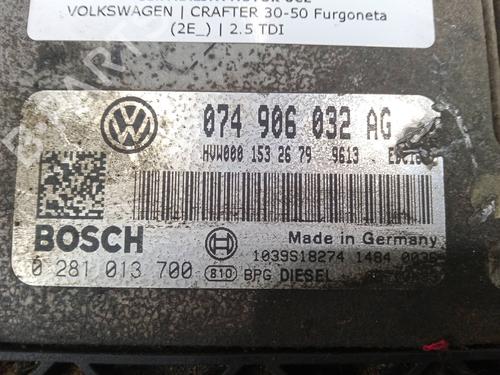 VOLKSWAGEN | CRAFTER 30-50 Furgoneta
(2E_) | 2.5 TDI
074 906 032 AG
HVW000 153 26 79 9613
BOSCH
Made in Germany
1039S18274 1484
0 281 013 700 B10 BPG DIESEL